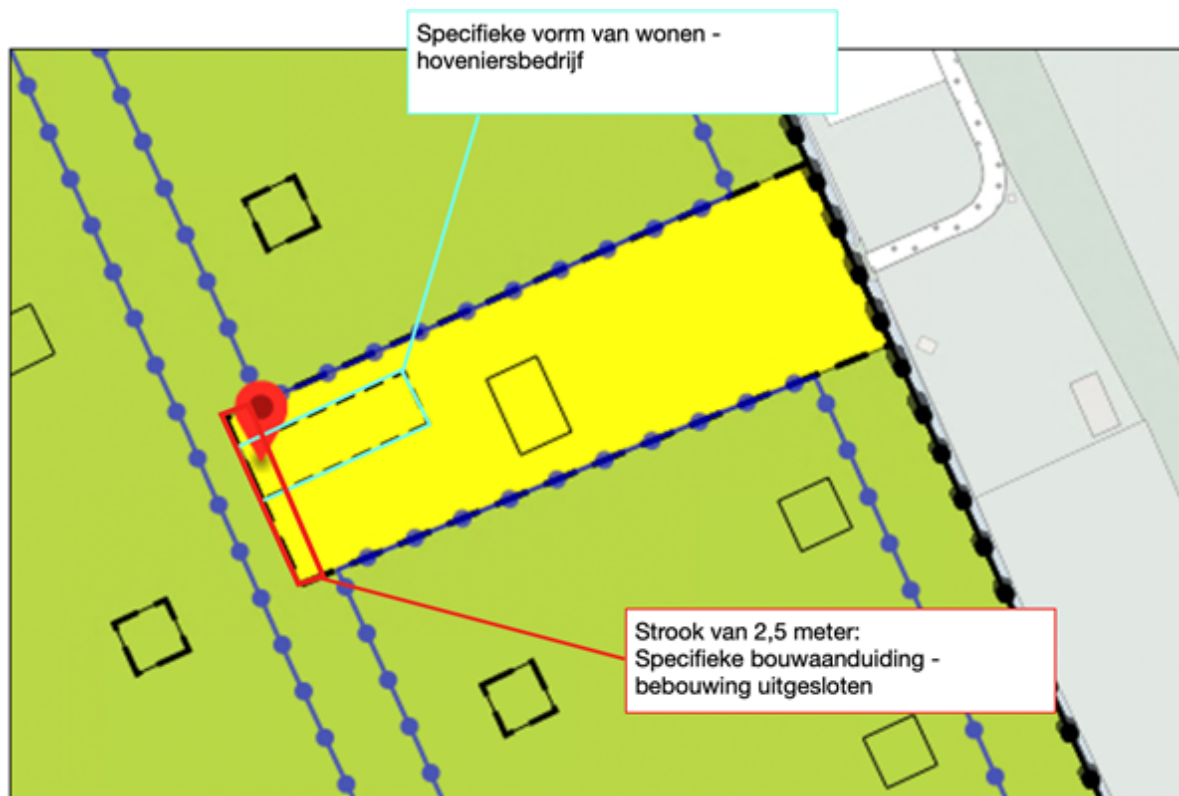 Specifieke vorm van wonen -
hoveniersbedrijf
Strook van 2,5 meter:
Specifieke bouwaanduiding -
bebouwing uitgesloten